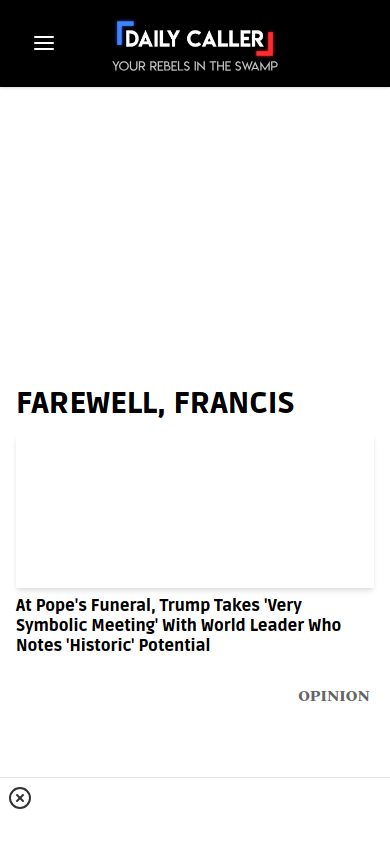 DAILY CALLER
YOUR REBELS IN THE SWAMP
FAREWELL, FRANCIS
At Pope's Funeral, Trump Takes 'Very
Symbolic Meeting' With World Leader Who
Notes 'Historic' Potential
OPINION